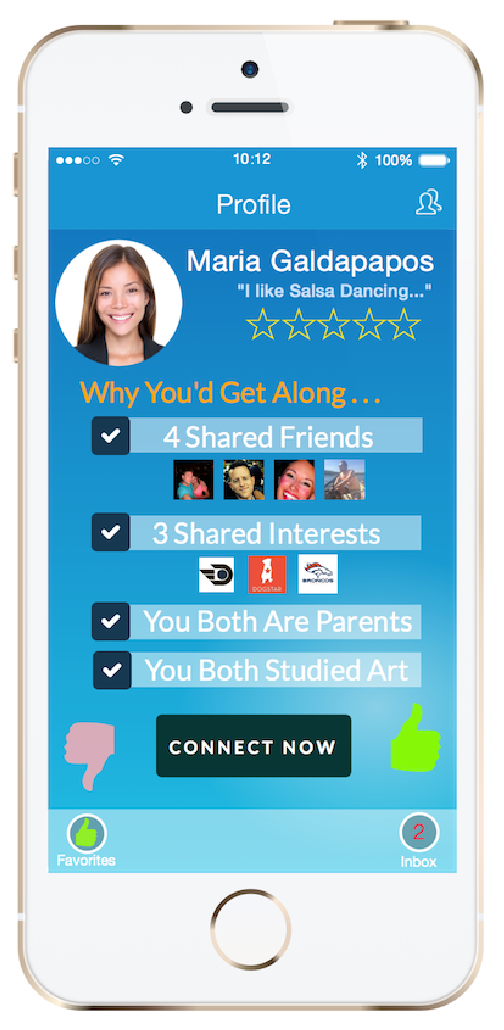 10:12
100%
Profile
Maria Galdapapos
"I like Salsa Dancing..."
Why You'd Get Along . . .
4 Shared Friends
3 Shared Interests
DOGSTAR
BRONCOS
You Both Are Parents
You Both Studied Art
CONNECT NOW
2
Favorites
Inbox